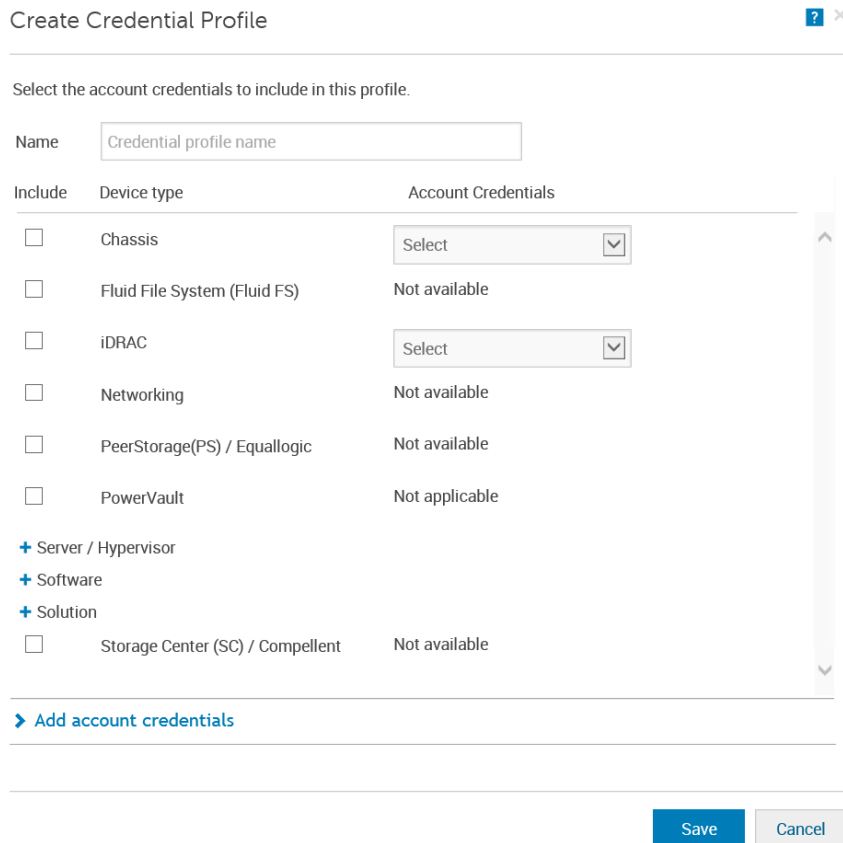 Create Credential Profile ? ×
Select the account credentials to include in this profile.
Name Credential profile name
Include Device type Account Credentials
Chassis Select
Fluid File System (Fluid FS) Not available
iDRAC Select
Networking Not available
PeerStorage(PS) / Equallogic Not available
PowerVault Not applicable
+ Server / Hypervisor
+ Software
+ Solution
Storage Center (SC) / Compellent Not available
Add account credentials
Save Cancel